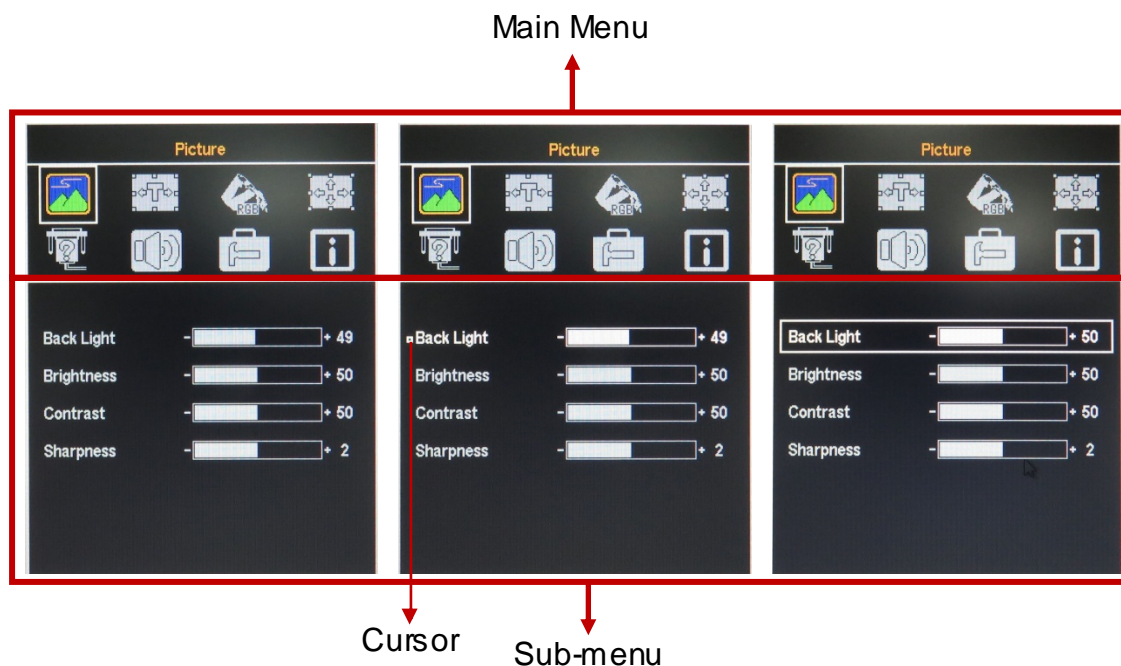 Main Menu
Picture
RGB
Back Light - + 49
Brightness - + 50
Contrast - + 50
Sharpness - + 2
Picture
RGB
Back Light - + 49
Brightness - + 50
Contrast - + 50
Sharpness - + 2
Picture
RGB
Back Light - + 50
Brightness - + 50
Contrast - + 50
Sharpness - + 2
Cursor
Sub-menu